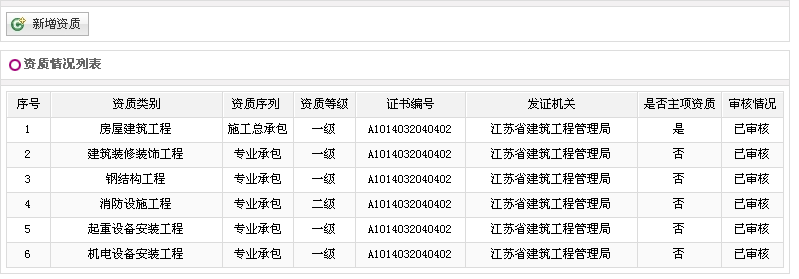 新增资质
资质情况列表
序号 资质类别 资质序列 资质等级 证书编号 发证机关 是否主项资质 审核情况
1 房屋建筑工程 施工总承包 一级 A1014032040402 江苏省建筑工程管理局 是 已审核
2 建筑装修装饰工程 专业承包 一级 A1014032040402 江苏省建筑工程管理局 否 已审核
3 钢结构工程 专业承包 一级 A1014032040402 江苏省建筑工程管理局 否 已审核
4 消防设施工程 专业承包 二级 A1014032040402 江苏省建筑工程管理局 否 已审核
5 起重设备安装工程 专业承包 一级 A1014032040402 江苏省建筑工程管理局 否 已审核
6 机电设备安装工程 专业承包 一级 A1014032040402 江苏省建筑工程管理局 否 已审核